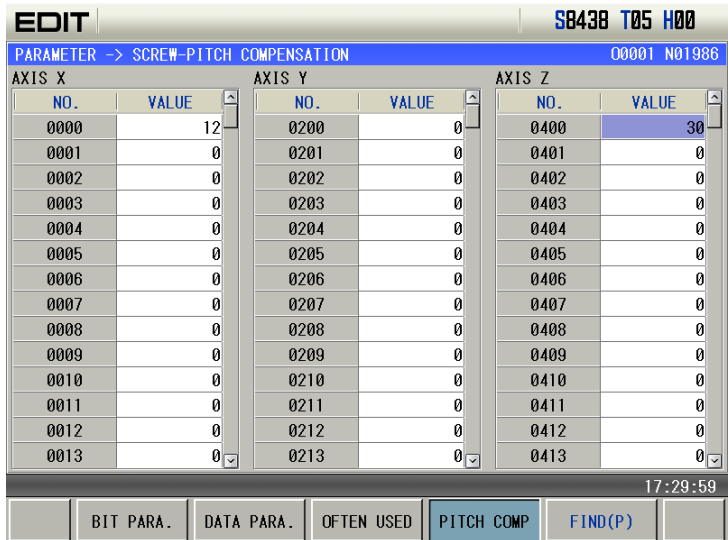 EDIT S8438 T05 H00
PARAMETER -> SCREW-PITCH COMPENSATION O0001 N01986
AXIS X AXIS Y AXIS Z
NO. VALUE NO. VALUE NO. VALUE
0000 12 0200 0 0400 30
0001 0 0201 0 0401 0
0002 0 0202 0 0402 0
0003 0 0203 0 0403 0
0004 0 0204 0 0404 0
0005 0 0205 0 0405 0
0006 0 0206 0 0406 0
0007 0 0207 0 0407 0
0008 0 0208 0 0408 0
0009 0 0209 0 0409 0
0010 0 0210 0 0410 0
0011 0 0211 0 0411 0
0012 0 0212 0 0412 0
0013 0 0213 0 0413 0
17:29:59
BIT PARA. DATA PARA. OFTEN USED PITCH COMP FIND(P)